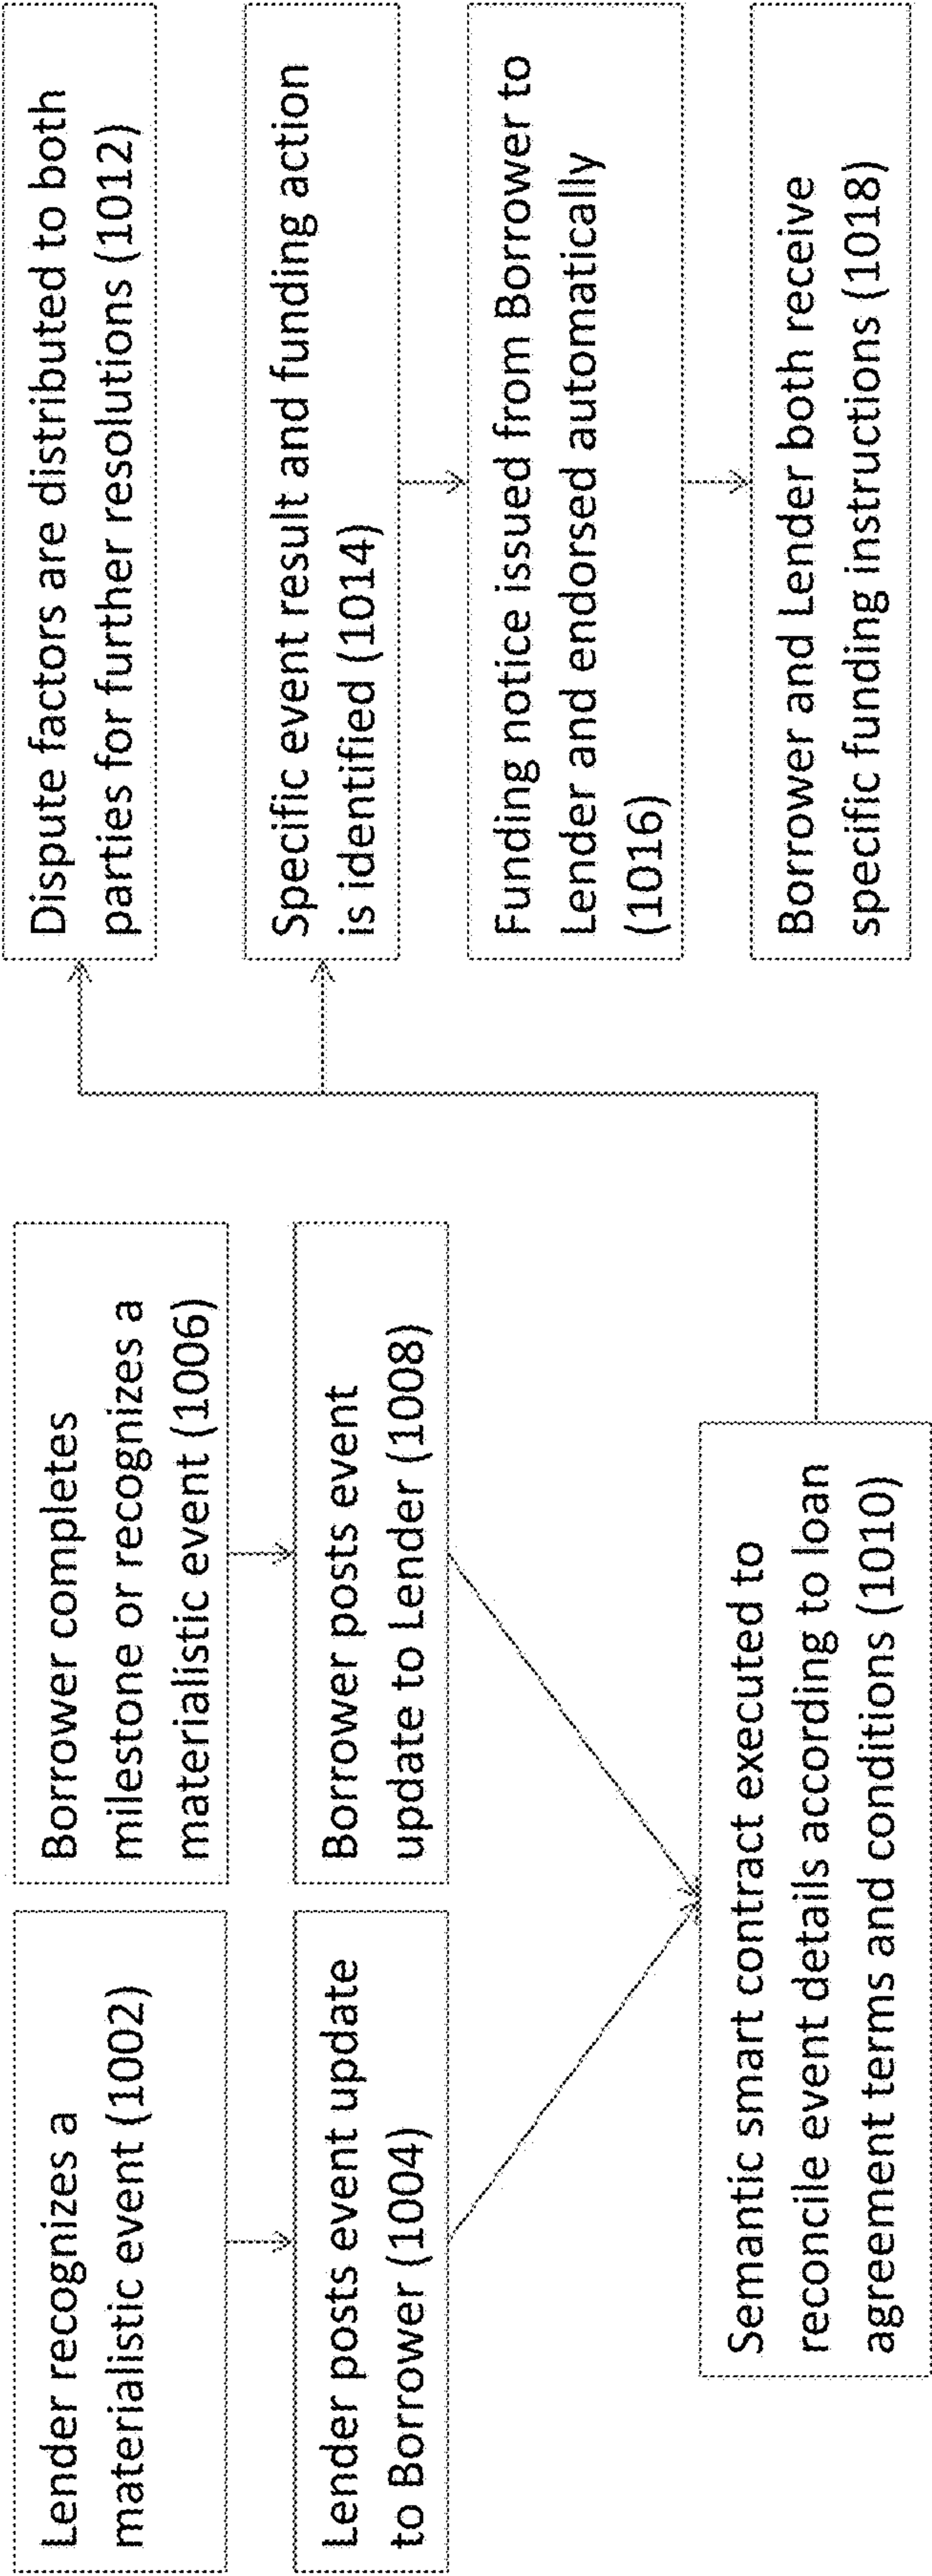 Lender recognizes a
materialistic event (1002)
Lender posts event update
to Borrower (1004)
Borrower completes
milestone or recognizes a
materialistic event (1006)
Borrower posts event
update to Lender (1008)
Semantic smart contract executed to
reconcile event details according to loan
agreement terms and conditions (1010)
Dispute factors are distributed to both
parties for further resolutions (1012)
Specific event result and funding action
is identified (1014)
Funding notice issued from Borrower to
Lender and endorsed automatically
(1016)
Borrower and Lender both receive
specific funding instructions (1018)